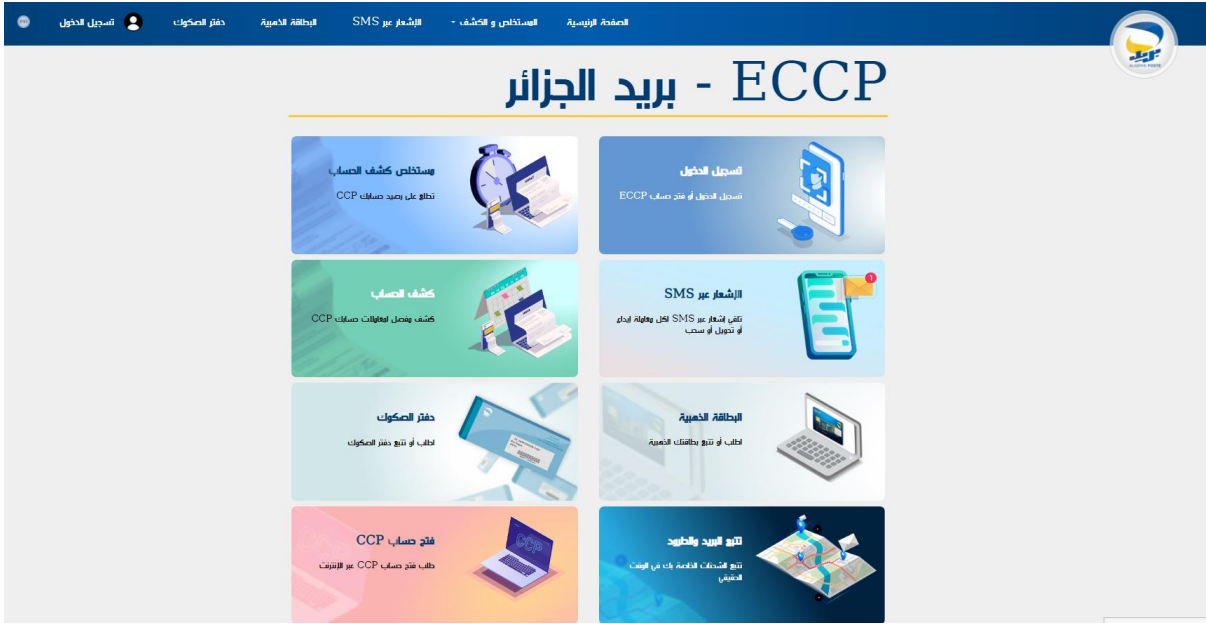 الصفحة الرئيسية
المستخلص و الكشف
الإشعار عبر SMS
البطاقة الذهبية
دفتر الصكوك
تسجيل الدخول
ECCP - بريد الجزائر
تسجيل الدخول
تسجيل الدخول أو فتح حساب ECCP
مستخلص كشف الحساب
تطلع على رصيد حسابك CCP
الإشعار عبر SMS
تلقي إشعار عبر SMS لكل معاملة إيداع
أو تحويل أو سحب
كشف الحساب
كشف مفصل لمعاملات حسابك CCP
البطاقة الذهبية
اطلب أو تتبع بطاقتك الذهبية
دفتر الصكوك
اطلب أو تتبع دفتر الصكوك
تتبع البريد والطرود
تتبع الشحنات الخاصة بك في الوقت
الحقيقي
فتح حساب CCP
طلب فتح حساب CCP عبر الإنترنت
CCP